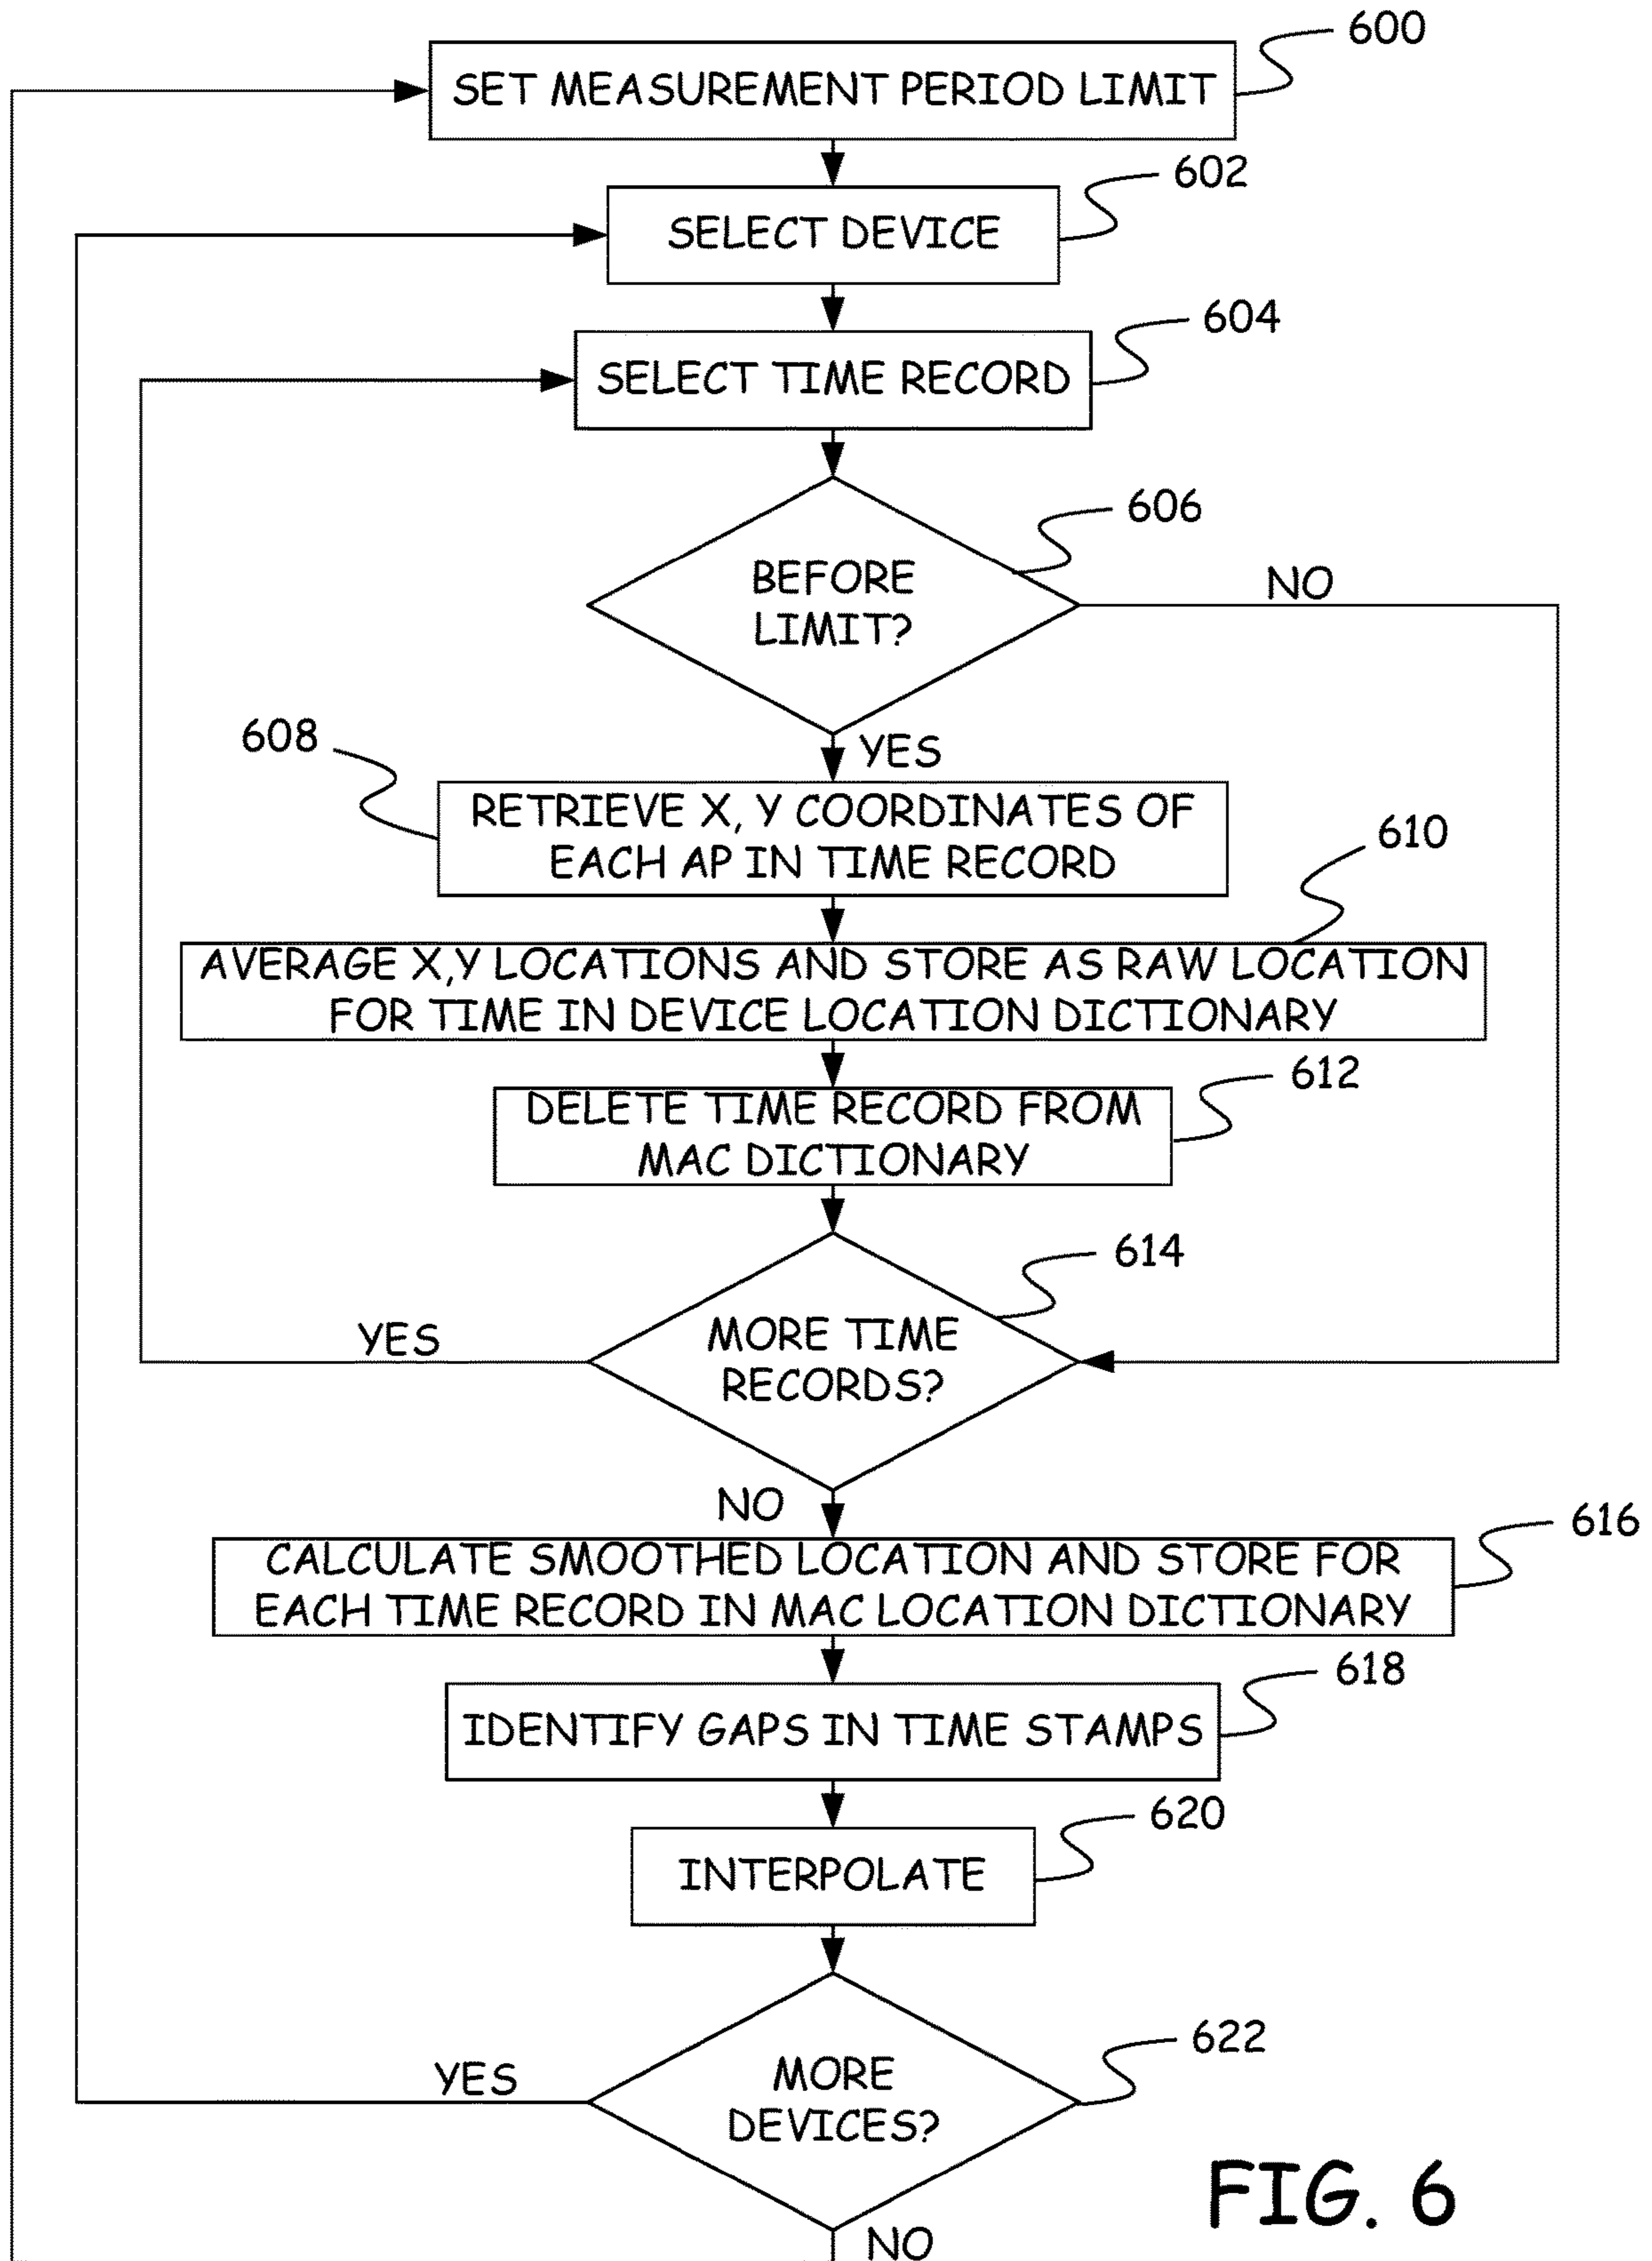 600
SET MEASUREMENT PERIOD LIMIT
602
SELECT DEVICE
604
SELECT TIME RECORD
606
BEFORE
LIMIT?
NO
608
YES
RETRIEVE X, Y COORDINATES OF
EACH AP IN TIME RECORD
610
AVERAGE X,Y LOCATIONS AND STORE AS RAW LOCATION
FOR TIME IN DEVICE LOCATION DICTIONARY
612
DELETE TIME RECORD FROM
MAC DICTIONARY
614
MORE TIME
RECORDS?
YES
NO
616
CALCULATE SMOOTHED LOCATION AND STORE FOR
EACH TIME RECORD IN MAC LOCATION DICTIONARY
618
IDENTIFY GAPS IN TIME STAMPS
620
INTERPOLATE
622
MORE
DEVICES?
YES
NO
FIG. 6